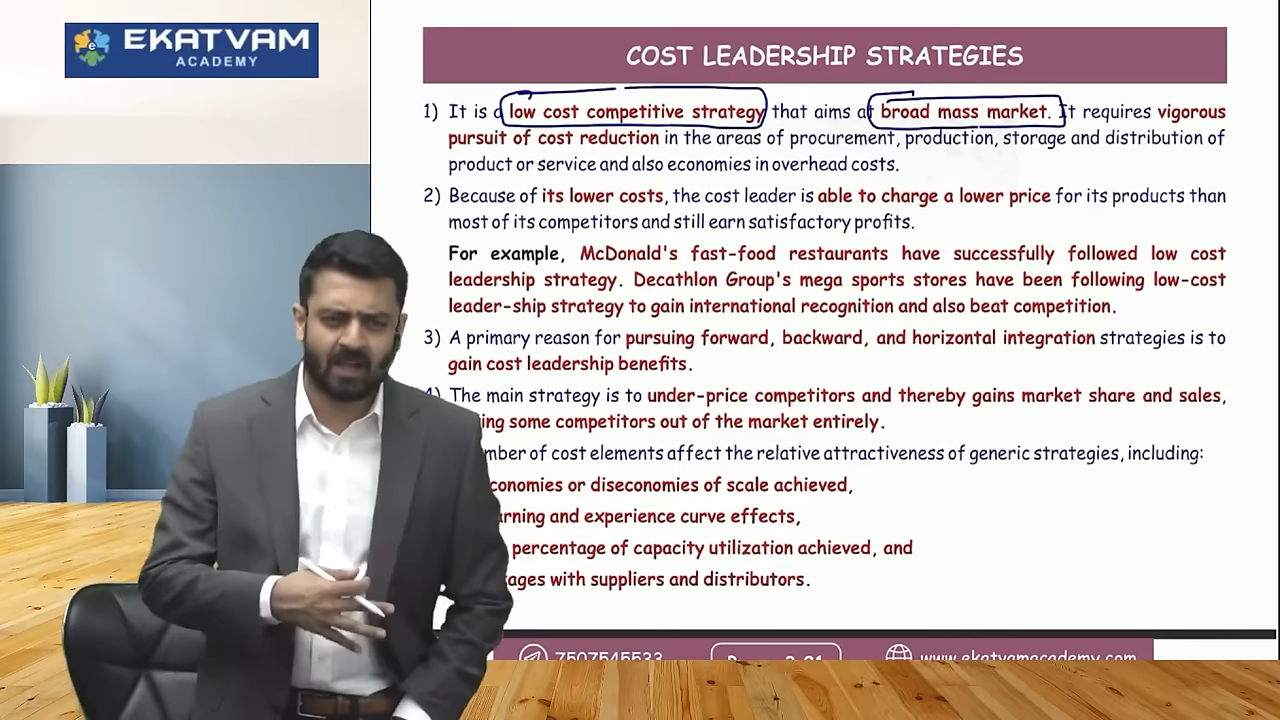 EKATVAM
ACADEMY
COST LEADERSHIP STRATEGIES
1) It is a low cost competitive strategy that aims at broad mass market. It requires vigorous
pursuit of cost reduction in the areas of procurement, production, storage and distribution of
product or service and also economies in overhead costs.
2) Because of its lower costs, the cost leader is able to charge a lower price for its products than
most of its competitors and still earn satisfactory profits.
For example, McDonald's fast-food restaurants have successfully followed low cost
leadership strategy. Decathlon Group's mega sports stores have been following low-cost
leader-ship strategy to gain international recognition and also beat competition.
3) A primary reason for pursuing forward, backward, and horizontal integration strategies is to
gain cost leadership benefits.
4) The main strategy is to under-price competitors and thereby gains market share and sales,
some competitors out of the market entirely.
of cost elements affect the relative attractiveness of generic strategies, including:
or diseconomies of scale achieved,
and experience curve effects,
percentage of capacity utilization achieved, and
with suppliers and distributors.
7507545533
www.ekatvamacademy.com